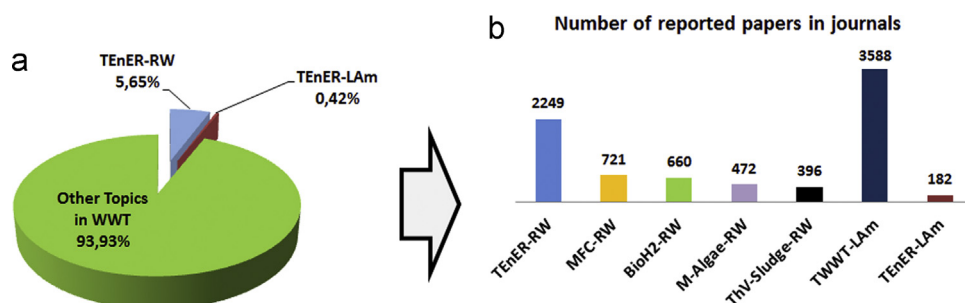 a
TEnER-RW
5,65%
TEnER-LAm
0,42%
Other Topics
in WWT
93,93%
b
Number of reported papers in journals
2249
721
660
472
396
3588
182
TEnER-RW
MFC-RW
BioH2-RW
M-Algae-RW
ThV-Sludge-RW
TWWT-LAm
TEnER-LAm